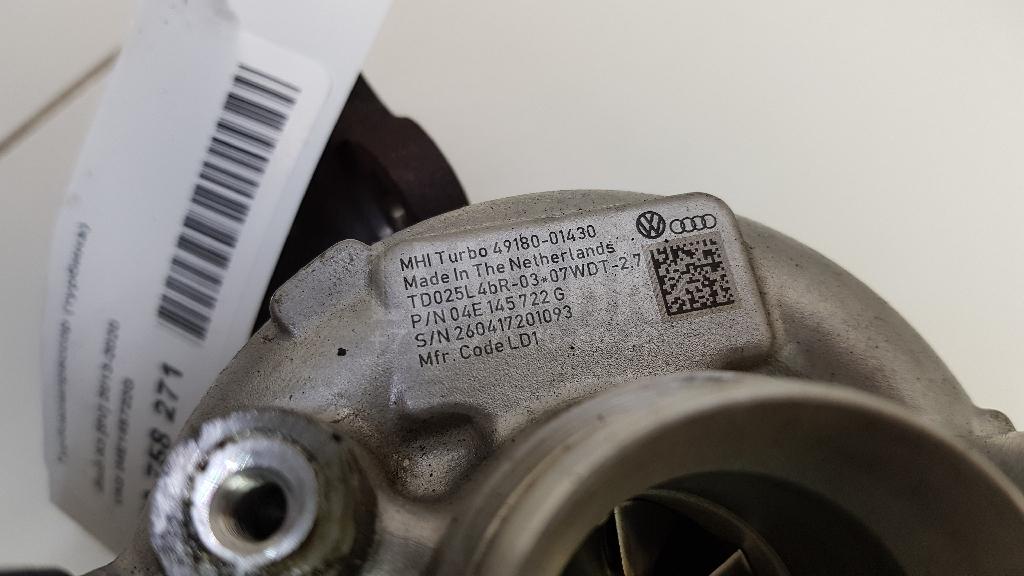 MHI Turbo 49180-01430
Made In The Netherlands
TD025L4bR-03*07WDT-2,7
P/N 04E 145 722 G
S/N 260417201093
Mfr. Code LD1
271